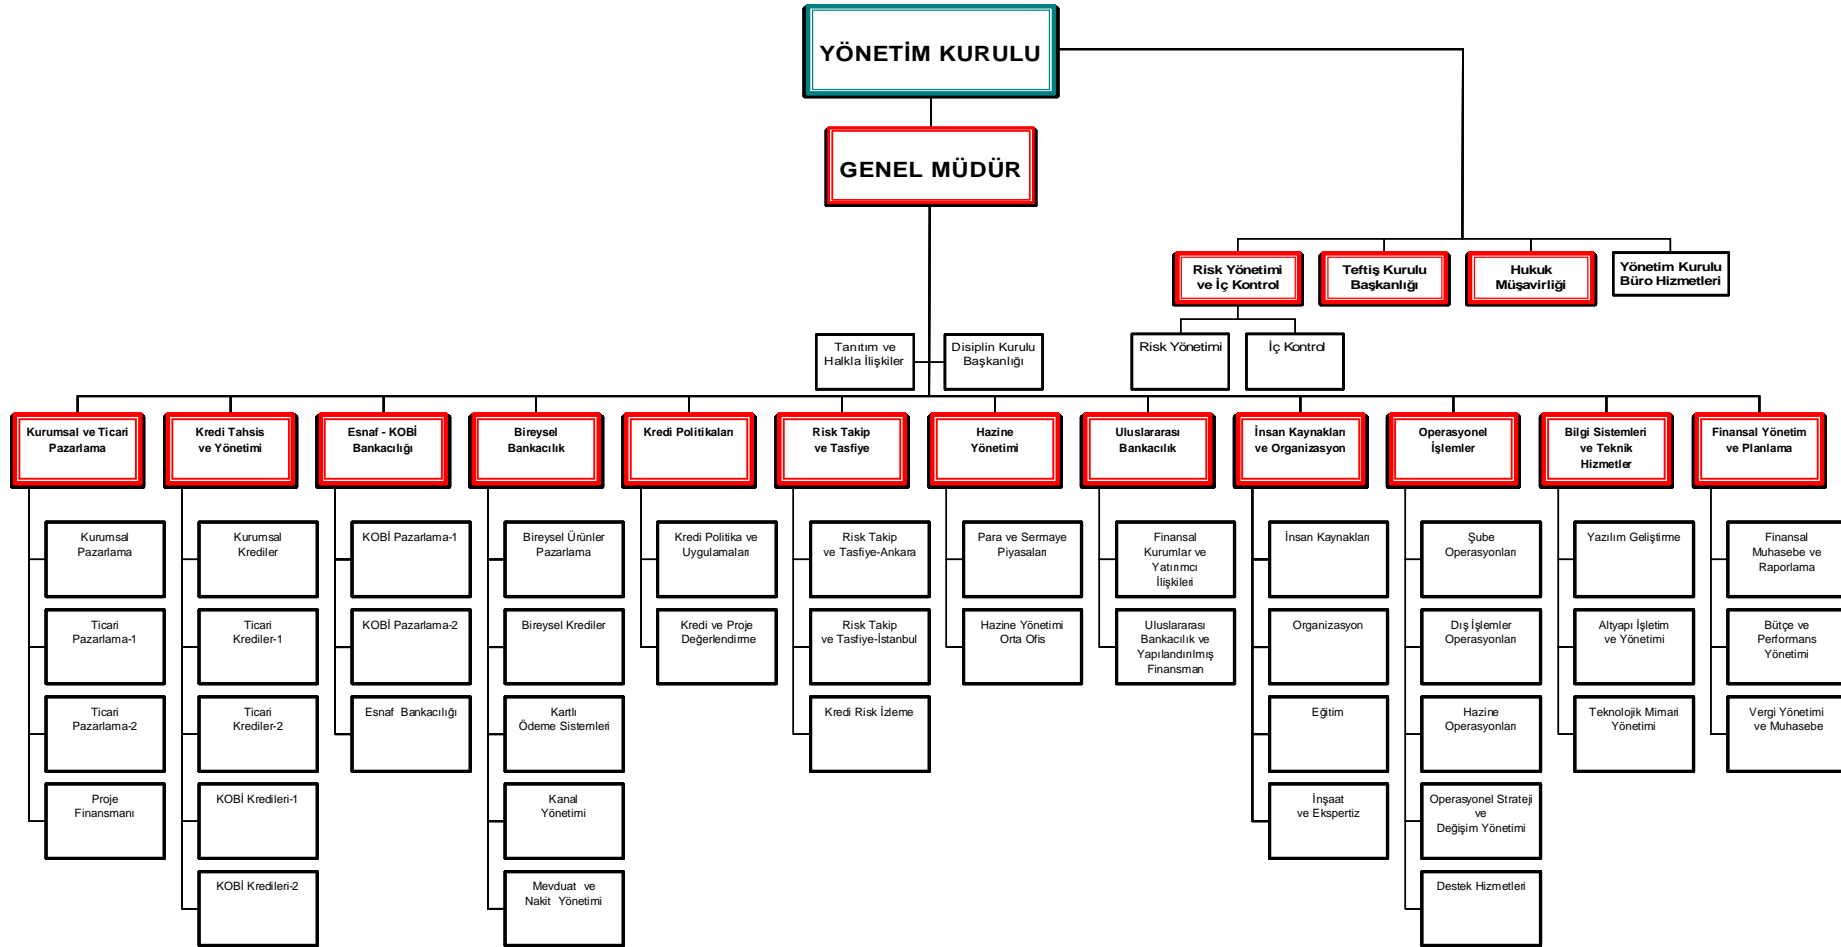 YÖNETİM KURULU
GENEL MÜDÜR
Risk Yönetimi
ve İç Kontrol
Teftiş Kurulu
Başkanlığı
Hukuk
Müşavirliği
Yönetim Kurulu
Büro Hizmetleri
Tanıtım ve
Halkla İlişkiler
Disiplin Kurulu
Başkanlığı
Risk Yönetimi
İç Kontrol
Kurumsal ve Ticari
Pazarlama
Kredi Tahsis
ve Yönetimi
Esnaf - KOBİ
Bankacılığı
Bireysel
Bankacılık
Kredi Politikaları
Risk Takip
ve Tasfiye
Hazine
Yönetimi
Uluslararası
Bankacılık
İnsan Kaynakları
ve Organizasyon
Operasyonel
İşlemler
Bilgi Sistemleri
ve Teknik
Hizmetler
Finansal Yönetim
ve Planlama
Kurumsal
Pazarlama
Ticari
Pazarlama-1
Ticari
Pazarlama-2
Proje
Finansmanı
Kurumsal
Krediler
Ticari
Krediler-1
Ticari
Krediler-2
KOBİ Kredileri-1
KOBİ Kredileri-2
KOBİ Pazarlama-1
KOBİ Pazarlama-2
Esnaf Bankacılığı
Bireysel Ürünler
Pazarlama
Bireysel Krediler
Kartlı
Ödeme Sistemleri
Kanal
Yönetimi
Mevduat ve
Nakit Yönetimi
Kredi Politika ve
Uygulamaları
Kredi ve Proje
Değerlendirme
Risk Takip
ve Tasfiye-Ankara
Risk Takip
ve Tasfiye-İstanbul
Kredi Risk İzleme
Para ve Sermaye
Piyasaları
Hazine Yönetimi
Orta Ofis
Finansal
Kurumlar ve
Yatırımcı
İlişkileri
Uluslararası
Bankacılık ve
Yapılandırılmış
Finansman
İnsan Kaynakları
Organizasyon
Eğitim
İnşaat
ve Ekspertiz
Şube
Operasyonları
Dış İşlemler
Operasyonları
Hazine
Operasyonları
Operasyonel Strateji
ve
Değişim Yönetimi
Destek Hizmetleri
Yazılım Geliştirme
Altyapı İşletim
ve Yönetimi
Teknolojik Mimari
Yönetimi
Finansal
Muhasebe ve
Raporlama
Bütçe ve
Performans
Yönetimi
Vergi Yönetimi
ve Muhasebe